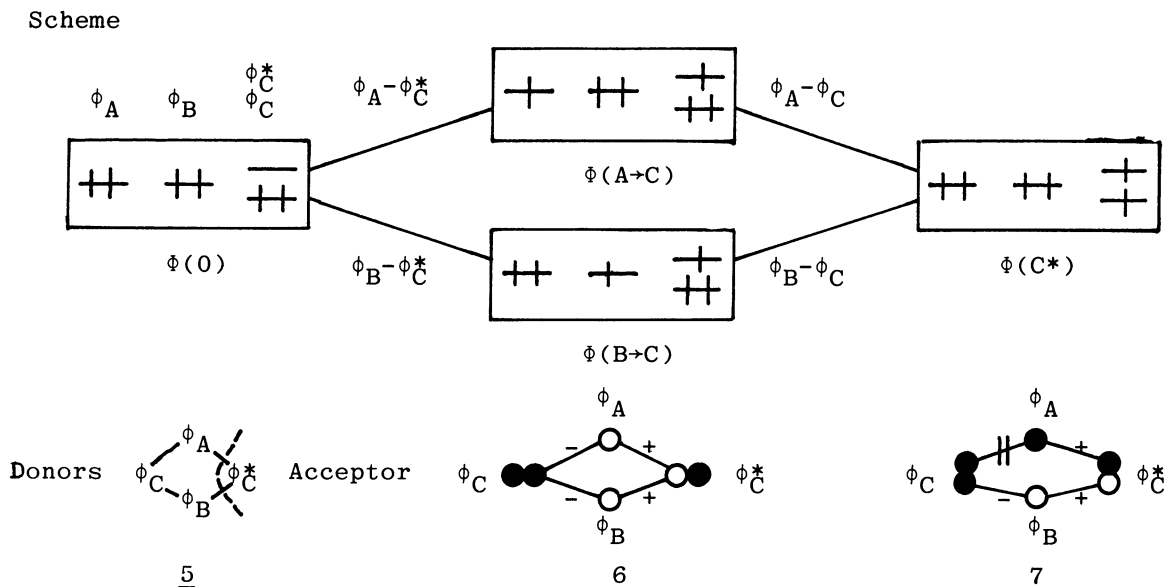 Scheme
ϕA ϕB ϕ*C
ϕC
ϕA-ϕ*C
ϕA-ϕC
Φ(A→C)
Φ(0)
ϕB-ϕ*C
ϕB-ϕC
Φ(C*)
Φ(B→C)
Donors ϕC ϕA ϕB ϕ*C Acceptor
5
ϕA
ϕC - + - + ϕ*C
ϕB
6
ϕA
ϕC + - + ϕ*C
ϕB
7